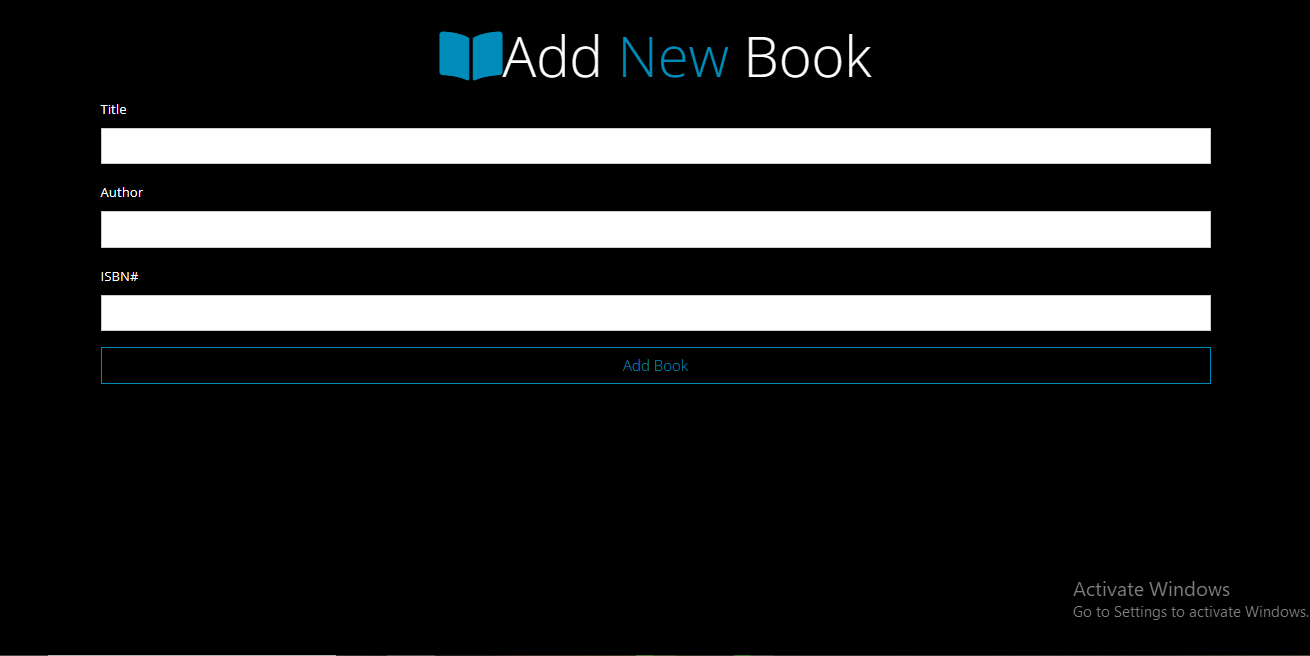 Add New Book
Title
Author
ISBN#
Add Book
Activate Windows
Go to Settings to activate Windows.